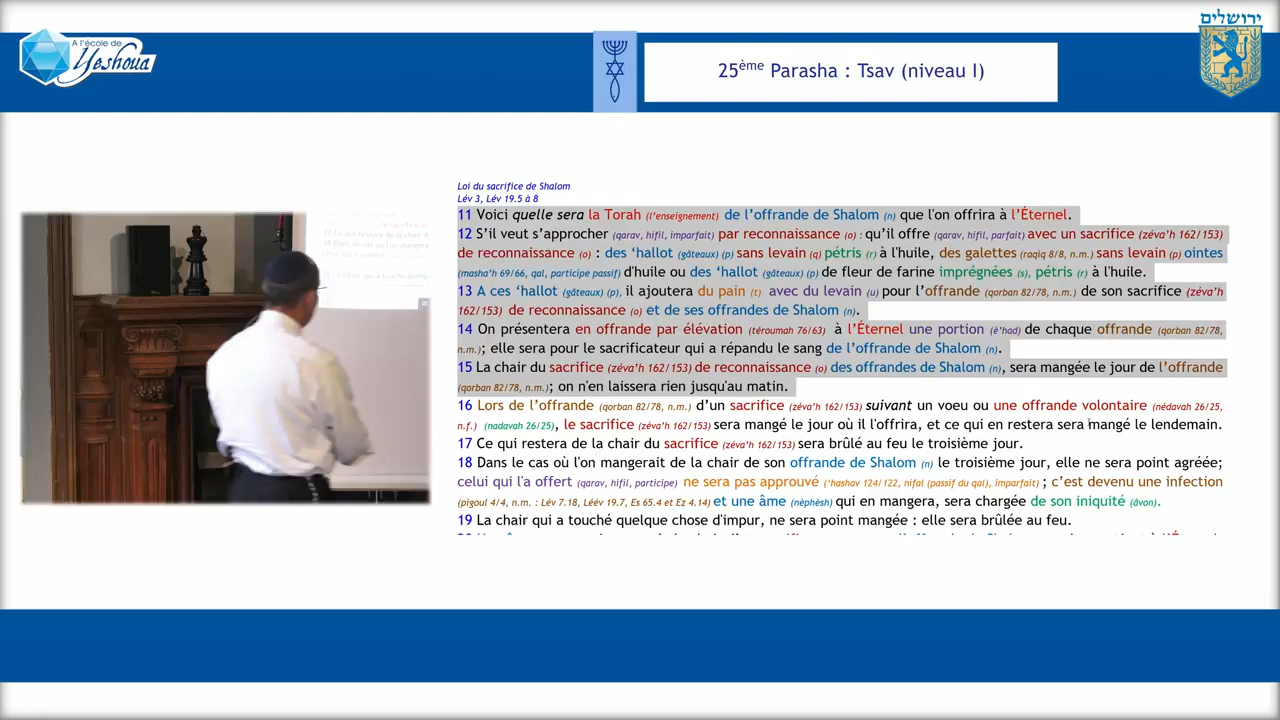 ירושלים
A l'école de
Yeshoua
25ème Parasha : Tsav (niveau I)
Loi du sacrifice de Shalom
Lév 3, Lév 19.5 à 8
11 Voici quelle sera la Torah (l'enseignement) de l'offrande de Shalom (n) que l'on offrira à l'Éternel.
12 S'il veut s'approcher (qarav, hifil, imparfait) par reconnaissance (o) : qu'il offre (qarav, hifil, parfait) avec un sacrifice (zéva'h 162/153)
de reconnaissance (o) : des 'hallot (gâteaux) (p) sans levain (q) pétris (r) à l'huile, des galettes (raqiq 8/8, n.m.) sans levain (p) ointes
(masha'h 69/66, qal, participe passif) d'huile ou des 'hallot (gâteaux) (p) de fleur de farine imprégnées (s), pétris (r) à l'huile.
13 A ces 'hallot (gâteaux) (p), il ajoutera du pain (t) avec du levain (u) pour l'offrande (qorban 82/78, n.m.) de son sacrifice (zéva'h
162/153) de reconnaissance (o) et de ses offrandes de Shalom (n).
14 On présentera en offrande par élévation (téroumah 76/63) à l'Éternel une portion (é'had) de chaque offrande (qorban 82/78,
n.m.); elle sera pour le sacrificateur qui a répandu le sang de l'offrande de Shalom (n).
15 La chair du sacrifice (zéva'h 162/153) de reconnaissance (o) des offrandes de Shalom (n), sera mangée le jour de l'offrande
(qorban 82/78, n.m.); on n'en laissera rien jusqu'au matin.
16 Lors de l'offrande (qorban 82/78, n.m.) d'un sacrifice (zéva'h 162/153) suivant un voeu ou une offrande volontaire (nédavah 26/25,
n.f.) (nadavah 26/25), le sacrifice (zéva'h 162/153) sera mangé le jour où il l'offrira, et ce qui en restera sera mangé le lendemain.
17 Ce qui restera de la chair du sacrifice (zéva'h 162/153) sera brûlé au feu le troisième jour.
18 Dans le cas où l'on mangerait de la chair de son offrande de Shalom (n) le troisième jour, elle ne sera point agréée;
celui qui l'a offert (qarav, hifil, participe) ne sera pas approuvé ('hashav 124/122, nifal (passif du qal), imparfait) ; c'est devenu une infection
(pigoul 4/4, n.m. : Lév 7.18, Léév 19.7, Es 65.4 et Ez 4.14) et une âme (nèphèsh) qui en mangera, sera chargée de son iniquité (âvon).
19 La chair qui a touché quelque chose d'impur, ne sera point mangée : elle sera brûlée au feu.